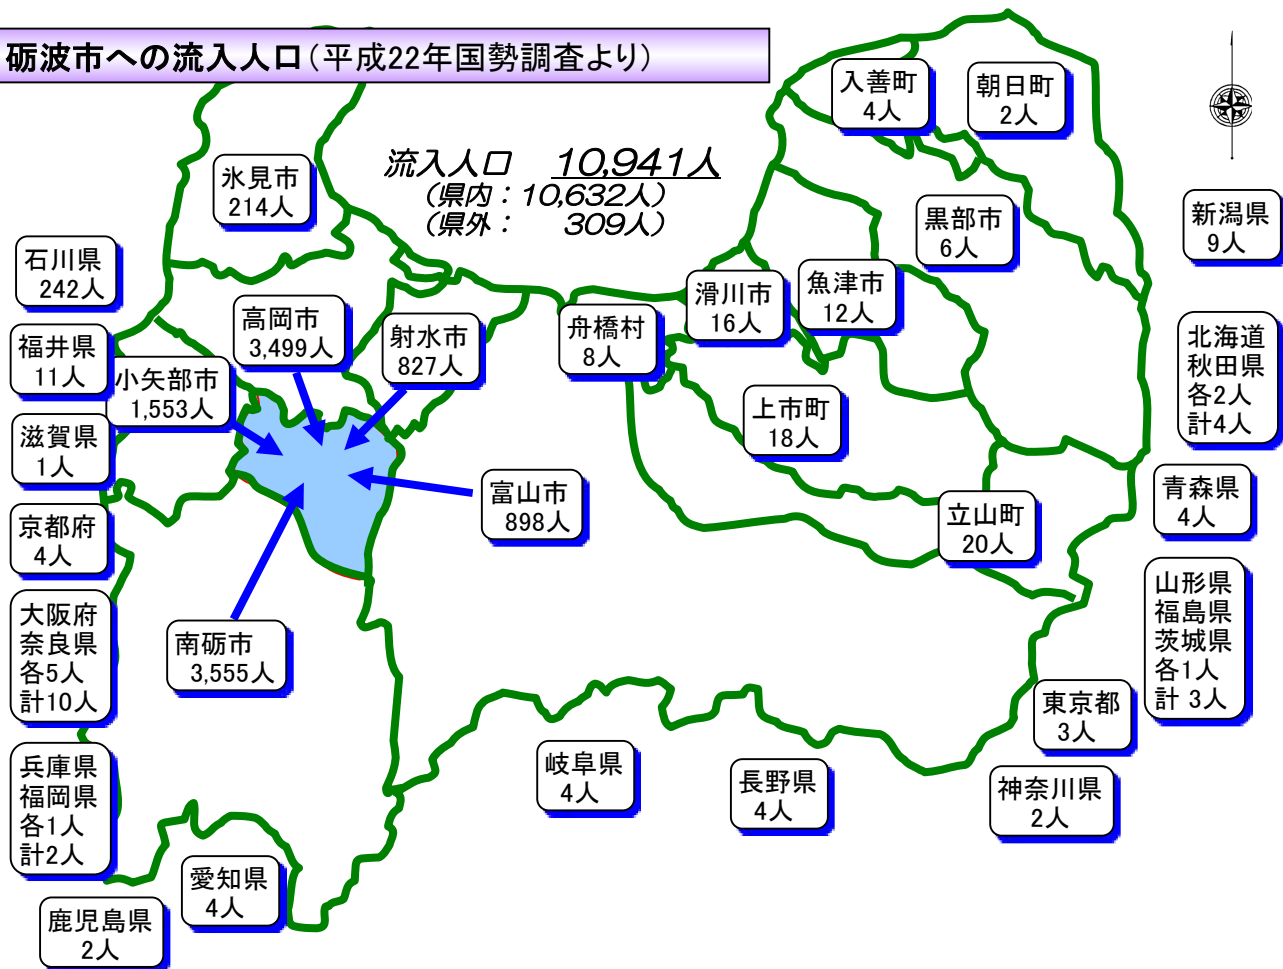 砺波市への流入人口(平成22年国勢調査より)
流入人口 10,941人
(県内:10,632人)
(県外: 309人)
入善町
4人
朝日町
2人
氷見市
214人
黒部市
6人
新潟県
9人
石川県
242人
高岡市
3,499人
射水市
827人
舟橋村
8人
滑川市
16人
魚津市
12人
福井県
11人
小矢部市
1,553人
北海道
秋田県
各2人
計4人
滋賀県
1人
上市町
18人
富山市
898人
青森県
4人
京都府
4人
立山町
20人
大阪府
奈良県
各5人
計10人
南砺市
3,555人
山形県
福島県
茨城県
各1人
計 3人
東京都
3人
兵庫県
福岡県
各1人
計2人
岐阜県
4人
長野県
4人
神奈川県
2人
愛知県
4人
鹿児島県
2人